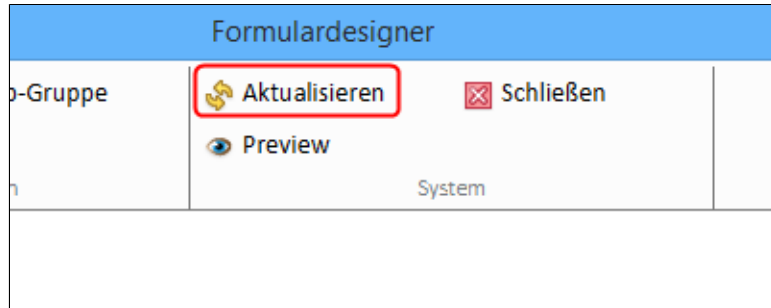 Formulardesigner
-Gruppe Aktualisieren Schließen
Preview
System